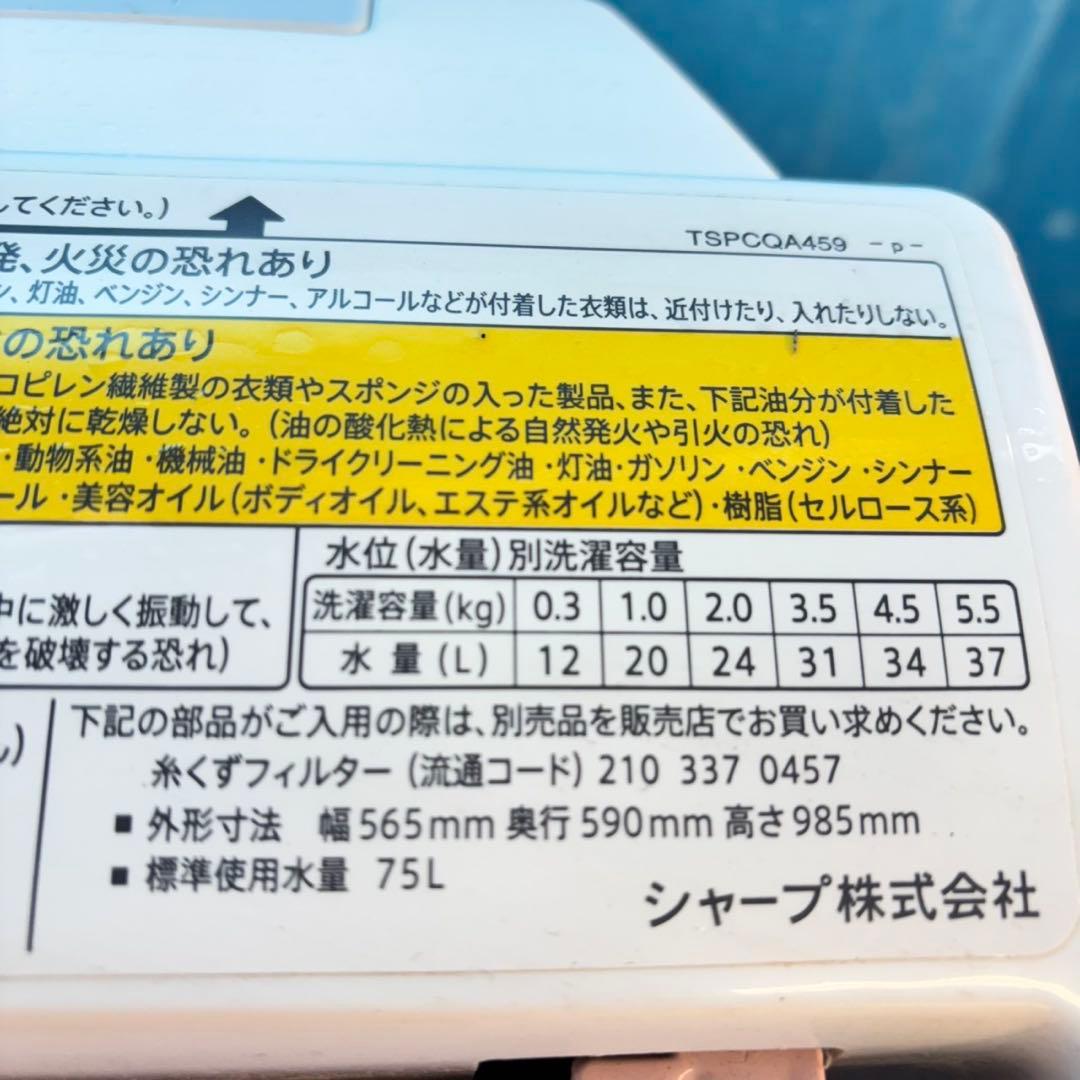 してください。)
TSPCQA459 -p-
発、火災の恐れあり
ン、灯油、ベンジン、シンナー、アルコールなどが付着した衣類は、近付けたり、入れたりしない。
の恐れあり
コピレン繊維製の衣類やスポンジの入った製品、また、下記油分が付着した
絶対に乾燥しない。(油の酸化熱による自然発火や引火の恐れ)
・動物系油・機械油・ドライクリーニング油・灯油・ガソリン・ベンジン・シンナー
ール・美容オイル(ボディオイル、エステ系オイルなど)・樹脂(セルロース系)
中に激しく振動して、
を破壊する恐れ)
水位(水量)別洗濯容量
洗濯容量(kg) 0.3 1.0 2.0 3.5 4.5 5.5
水量(L) 12 20 24 31 34 37
下記の部品がご入用の際は、別売品を販売店でお買い求めください。
糸くずフィルター(流通コード) 210 337 0457
■ 外形寸法 幅565mm 奥行590mm 高さ985mm
■ 標準使用水量 75L
シャープ株式会社